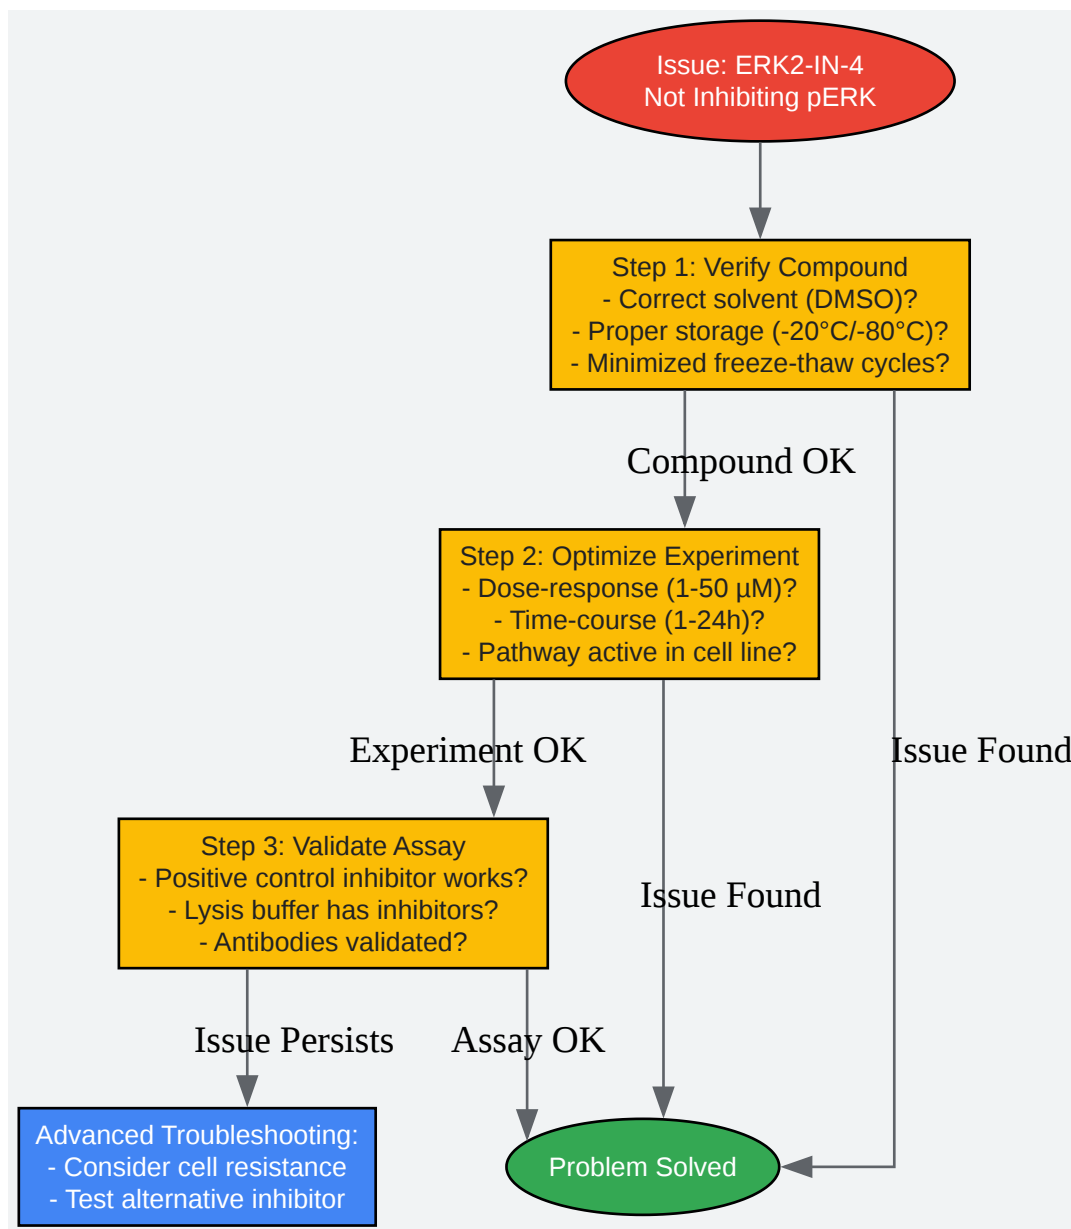 Issue: ERK2-IN-4
Not Inhibiting pERK
Step 1: Verify Compound
- Correct solvent (DMSO)?
- Proper storage (-20°C/-80°C)?
- Minimized freeze-thaw cycles?
Compound OK
Step 2: Optimize Experiment
- Dose-response (1-50 µM)?
- Time-course (1-24h)?
- Pathway active in cell line?
Experiment OK
Issue Found
Step 3: Validate Assay
- Positive control inhibitor works?
- Lysis buffer has inhibitors?
- Antibodies validated?
Issue Found
Issue Persists
Assay OK
Advanced Troubleshooting:
- Consider cell resistance
- Test alternative inhibitor
Problem Solved